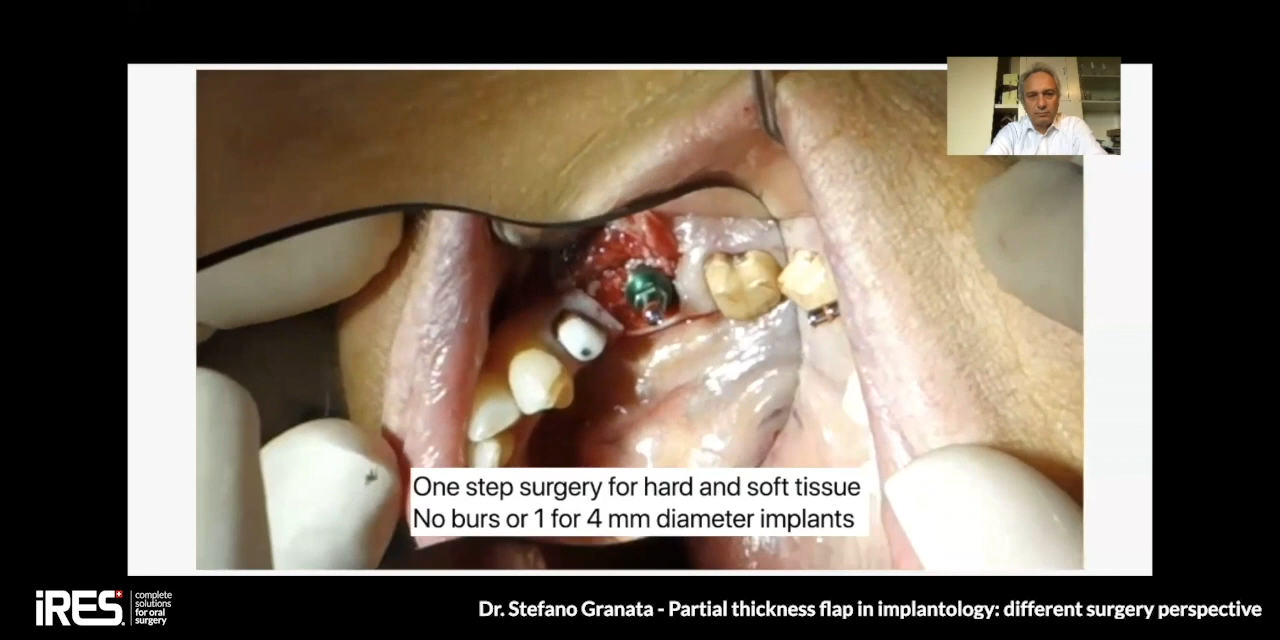 One step surgery for hard and soft tissue
No burs or 1 for 4 mm diameter implants
iRES
complete
solutions
for oral
surgery
Dr. Stefano Granata - Partial thickness flap in implantology: different surgery perspective